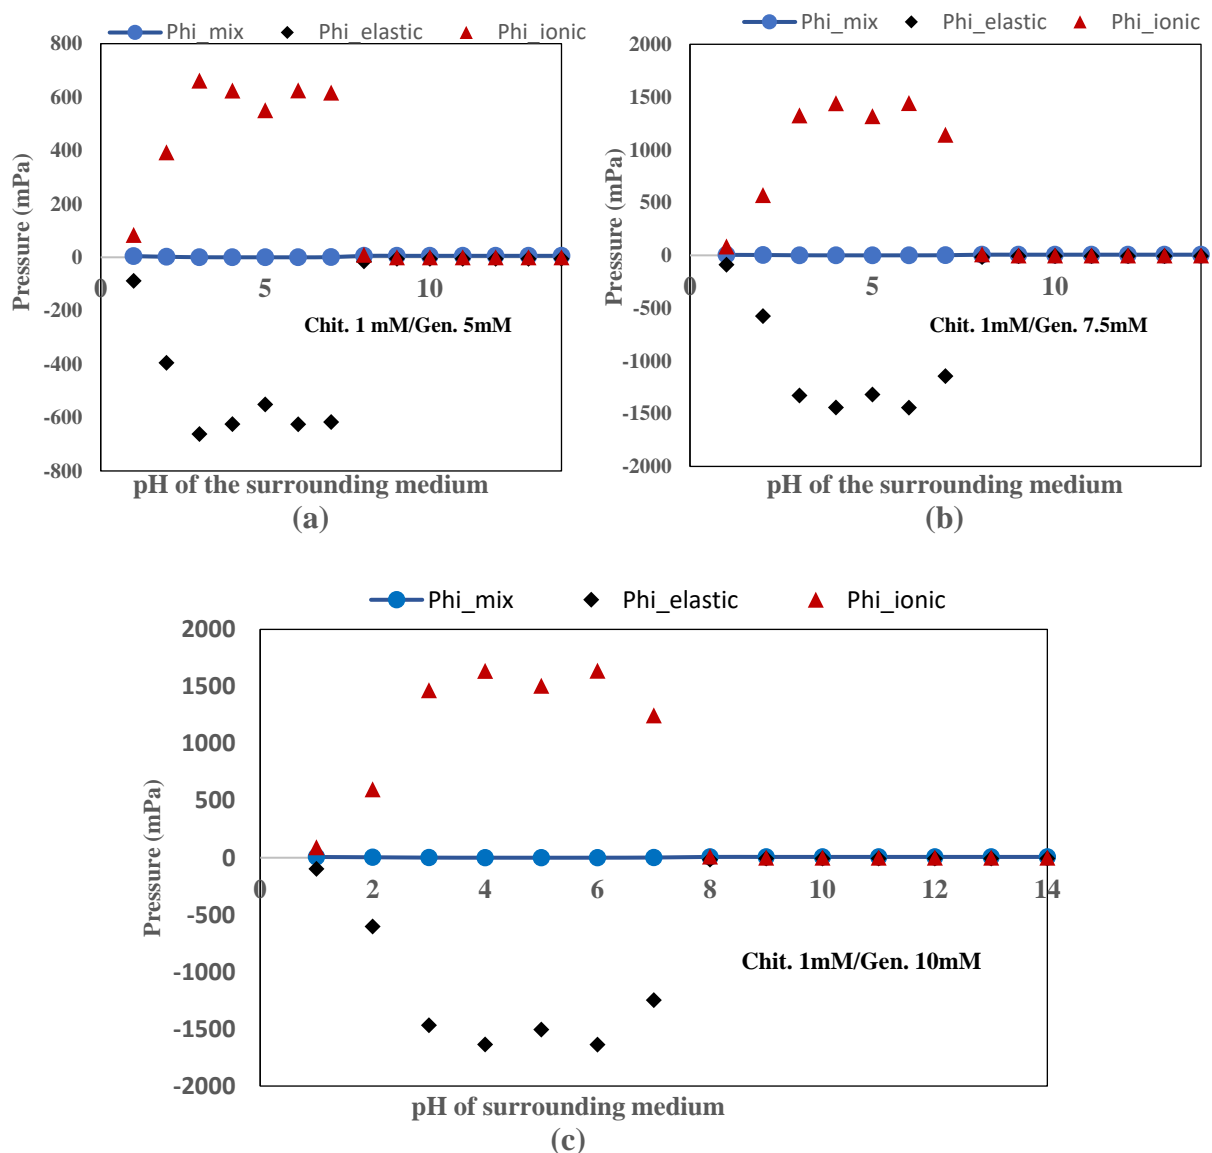 Phi_mix Phi_elastic Phi_ionic
800
600
400
200
0
-200
-400
-600
-800
0 5 10
Pressure (mPa)
Chit. 1 mM/Gen. 5mM
pH of the surrounding medium
(a)
Phi_mix Phi_elastic Phi_ionic
2000
1500
1000
500
0
-500
-1000
-1500
-2000
0 5 10
Pressure (mPa)
Chit. 1mM/Gen. 7.5mM
pH of the surrounding medium
(b)
Phi_mix Phi_elastic Phi_ionic
2000
1500
1000
500
0
-500
-1000
-1500
-2000
0 2 4 6 8 10 12 14
Pressure (mPa)
Chit. 1mM/Gen. 10mM
pH of surrounding medium
(c)